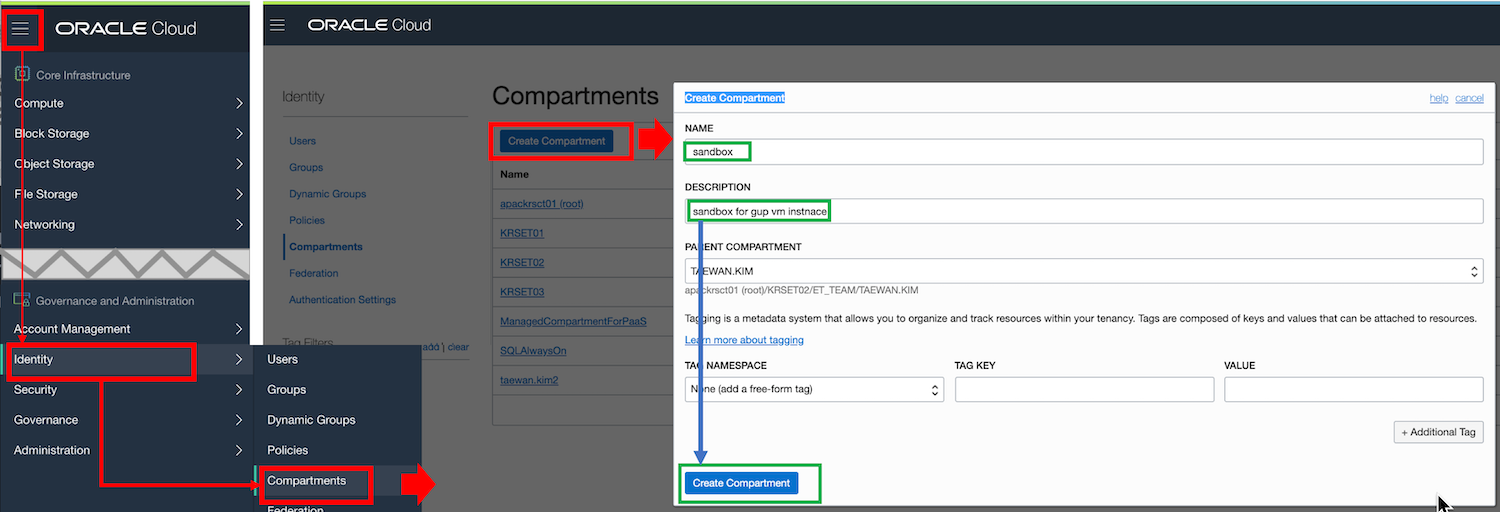 ORACLE Cloud
Core Infrastructure
Compute
Block Storage
Object Storage
File Storage
Networking
Governance and Administration
Account Management
Identity
Security
Governance
Administration
Users
Groups
Dynamic Groups
Policies
Compartments
Federation
ORACLE Cloud
Identity
Users
Groups
Dynamic Groups
Policies
Compartments
Federation
Authentication Settings
Tag Filters
add | clear
Compartments
Create Compartment
Name
apackrsct01 (root)
KRSET01
KRSET02
KRSET03
ManagedCompartmentForPaaS
SQLAlwaysOn
taewan.kim2
Create Compartment
help cancel
NAME
sandbox
DESCRIPTION
sandbox for gup vm instnace
PARENT COMPARTMENT
TAEWAN.KIM
apackrsct01 (root)/KRSET02/ET_TEAM/TAEWAN.KIM
Tagging is a metadata system that allows you to organize and track resources within your tenancy. Tags are composed of keys and values that can be attached to resources.
Learn more about tagging
TAG NAMESPACE TAG KEY VALUE
None (add a free-form tag)
+ Additional Tag
Create Compartment